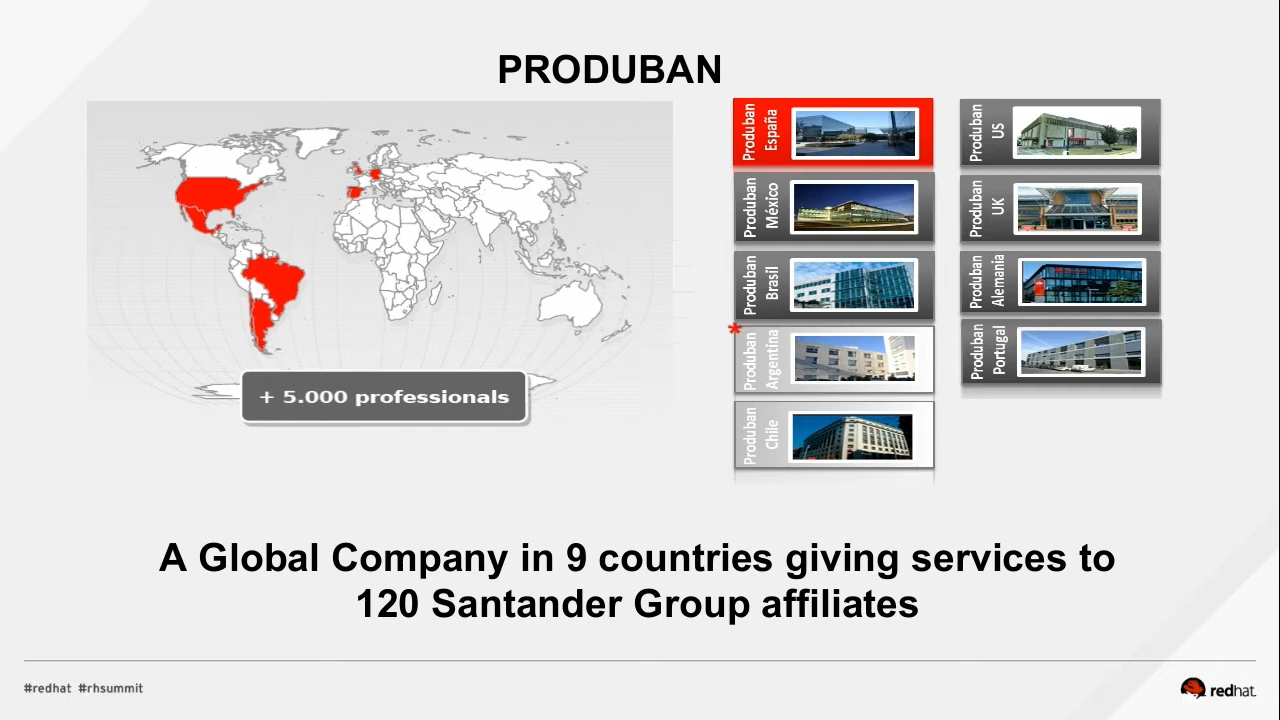 PRODUBAN
+ 5.000 professionals
Produban
España
Produban
México
Produban
Brasil
*
Produban
Argentina
Produban
Chile
Produban
US
Produban
UK
Produban
Alemania
Produban
Portugal
A Global Company in 9 countries giving services to
120 Santander Group affiliates
#redhat #rhsummit
redhat.